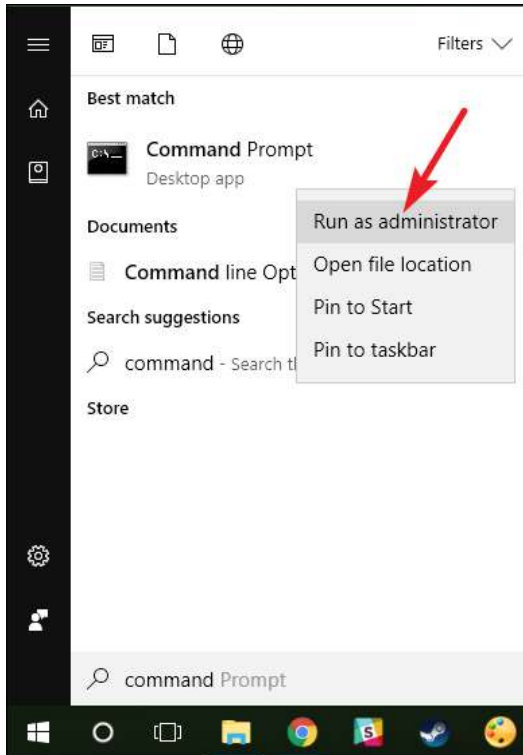 Filters
Best match
C:\_
Command Prompt
Desktop app
Run as administrator
Documents
Open file location
Command line Opt
Pin to Start
Search suggestions
Pin to taskbar
command - Search
Store
command Prompt